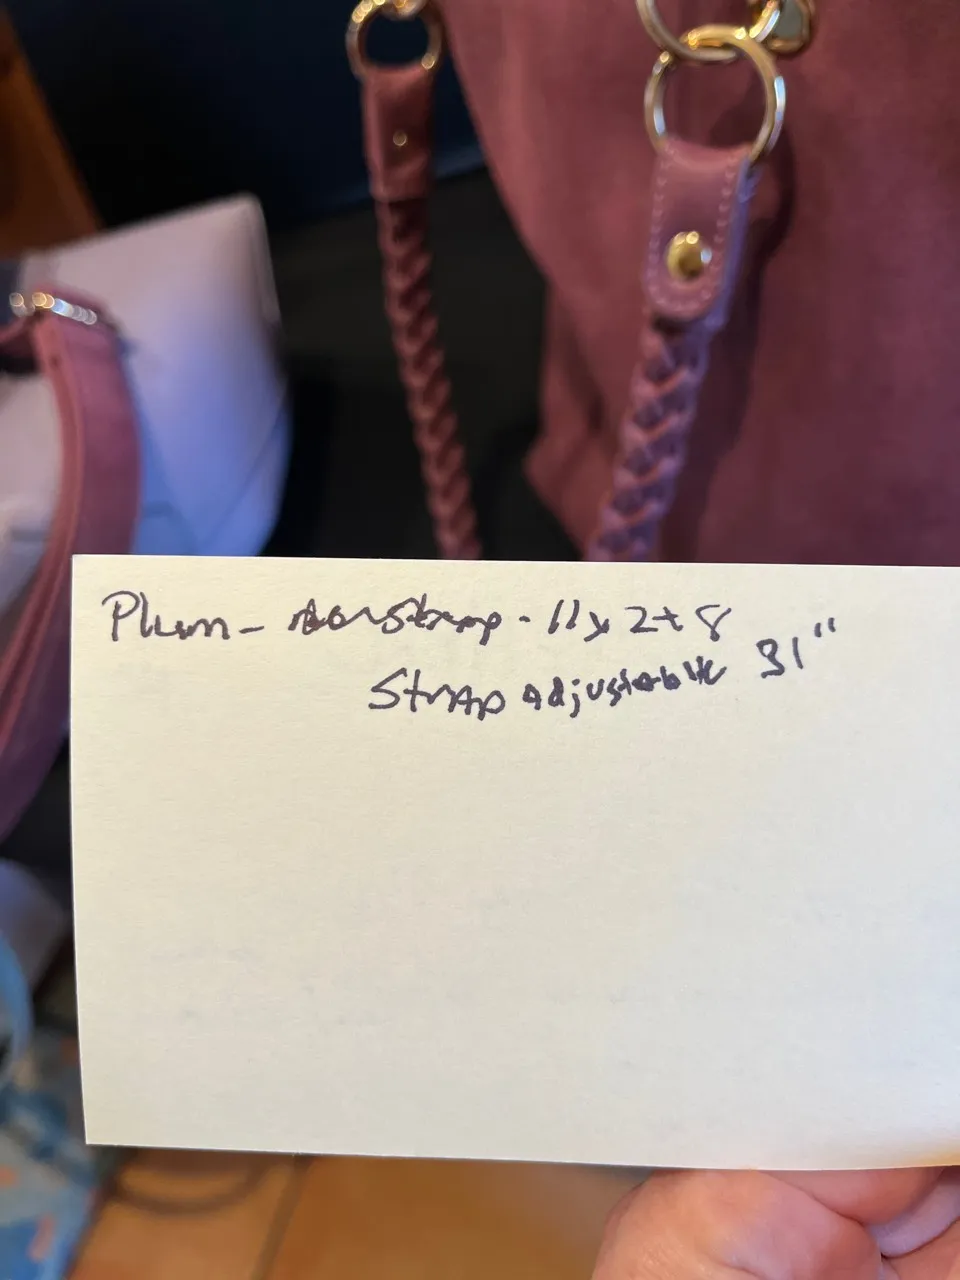 Plum - strap - 11 x 2 x 8
Strap adjustable 31"